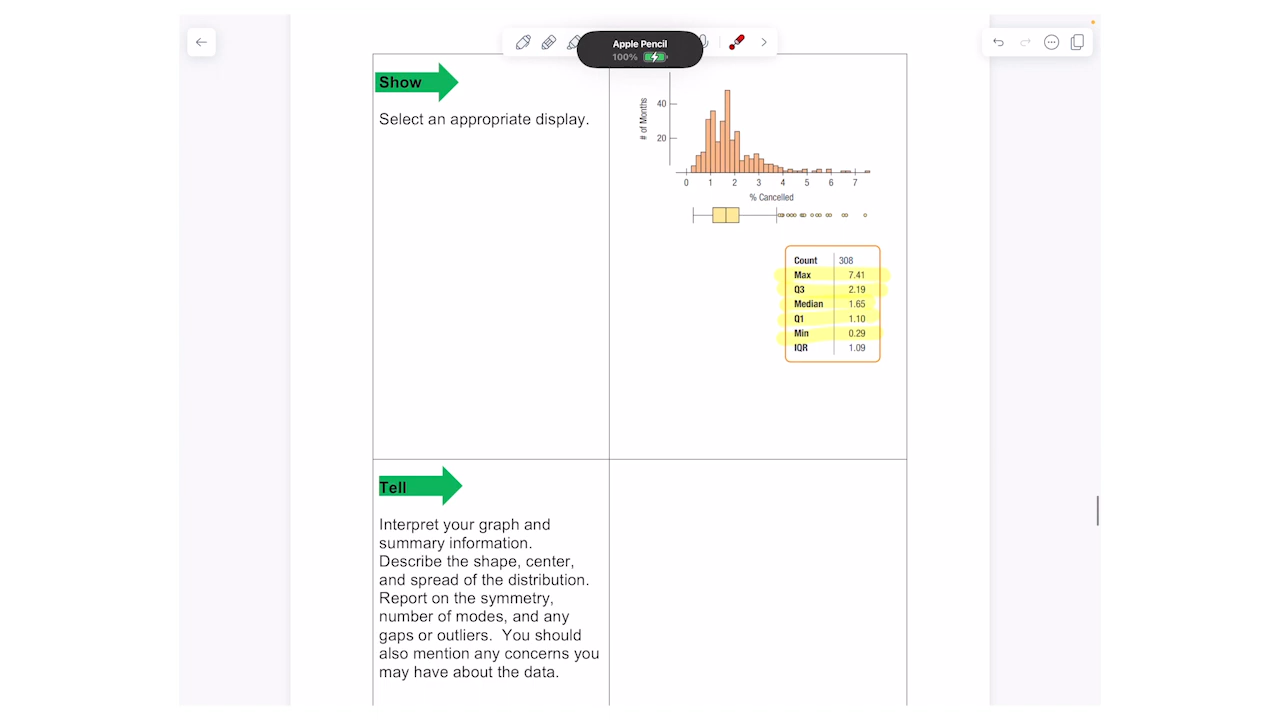 Apple Pencil
100%
Show
Select an appropriate display.
# of Months
40
20
0 1 2 3 4 5 6 7
% Cancelled
Count 308
Max 7.41
Q3 2.19
Median 1.65
Q1 1.10
Min 0.29
IQR 1.09
Tell
Interpret your graph and
summary information.
Describe the shape, center,
and spread of the distribution.
Report on the symmetry,
number of modes, and any
gaps or outliers. You should
also mention any concerns you
may have about the data.